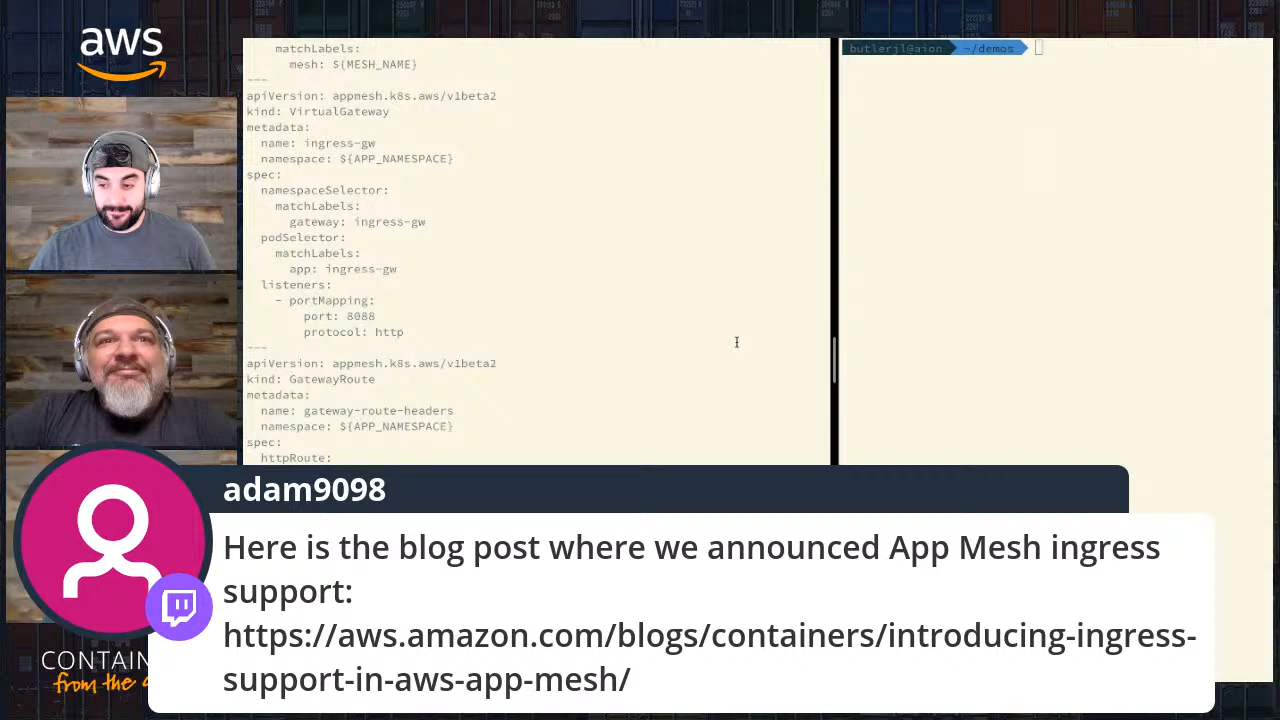 aws
matchLabels:
mesh: ${MESH_NAME}
---
apiVersion: appmesh.k8s.aws/v1beta2
kind: VirtualGateway
metadata:
name: ingress-gw
namespace: ${APP_NAMESPACE}
spec:
namespaceSelector:
matchLabels:
gateway: ingress-gw
podSelector:
matchLabels:
app: ingress-gw
listeners:
- portMapping:
port: 8088
protocol: http
---
apiVersion: appmesh.k8s.aws/v1beta2
kind: GatewayRoute
metadata:
name: gateway-route-headers
namespace: ${APP_NAMESPACE}
spec:
httpRoute:
butlerjl@aion ~/demos
adam9098
Here is the blog post where we announced App Mesh ingress
support:
https://aws.amazon.com/blogs/containers/introducing-ingress-
support-in-aws-app-mesh/
CONTAIN
from the